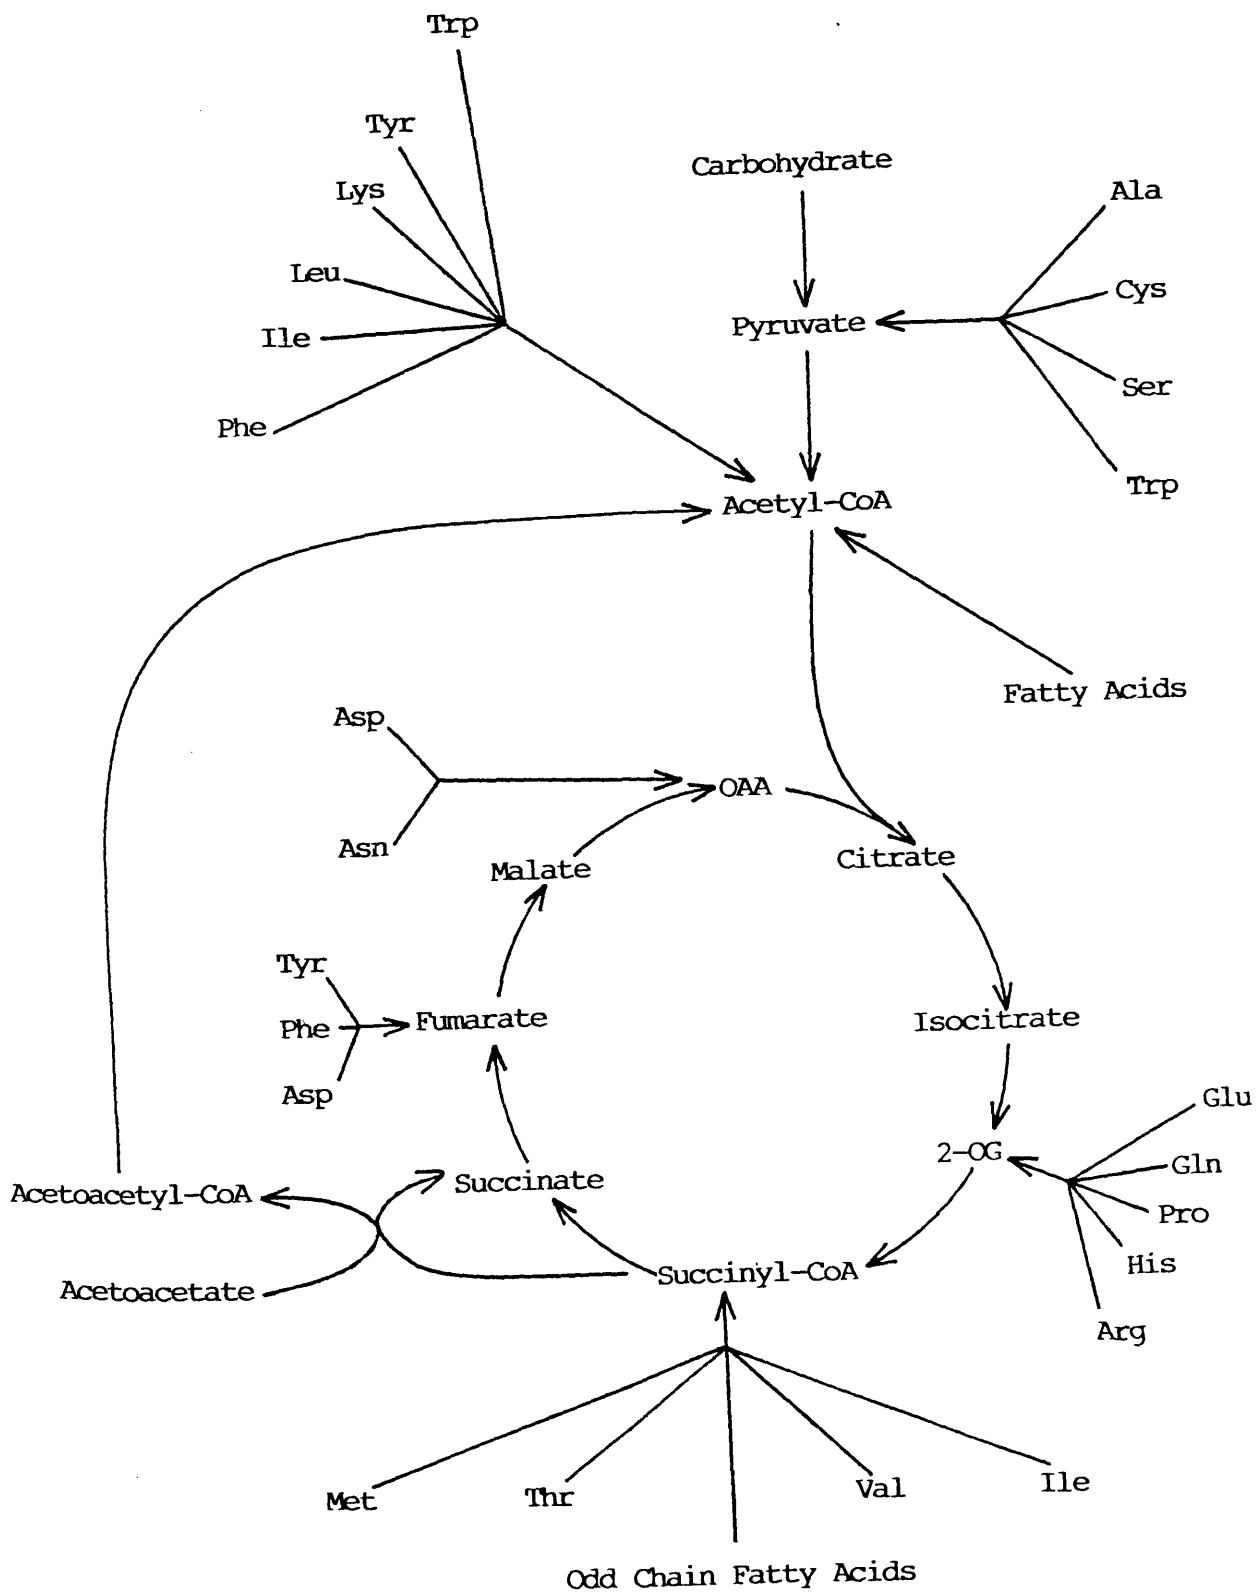 Trp
Tyr
Carbohydrate
Lys
Ala
Leu
Cys
Pyruvate
Ile
Ser
Phe
Trp
Acetyl-CoA
Fatty Acids
Asp
OAA
Asn
Citrate
Malate
Tyr
Isocitrate
Phe
Fumarate
Asp
Glu
2-OG
Gln
Succinate
Acetoacetyl-CoA
Pro
His
Succinyl-CoA
Acetoacetate
Arg
Met
Thr
Val
Ile
Odd Chain Fatty Acids